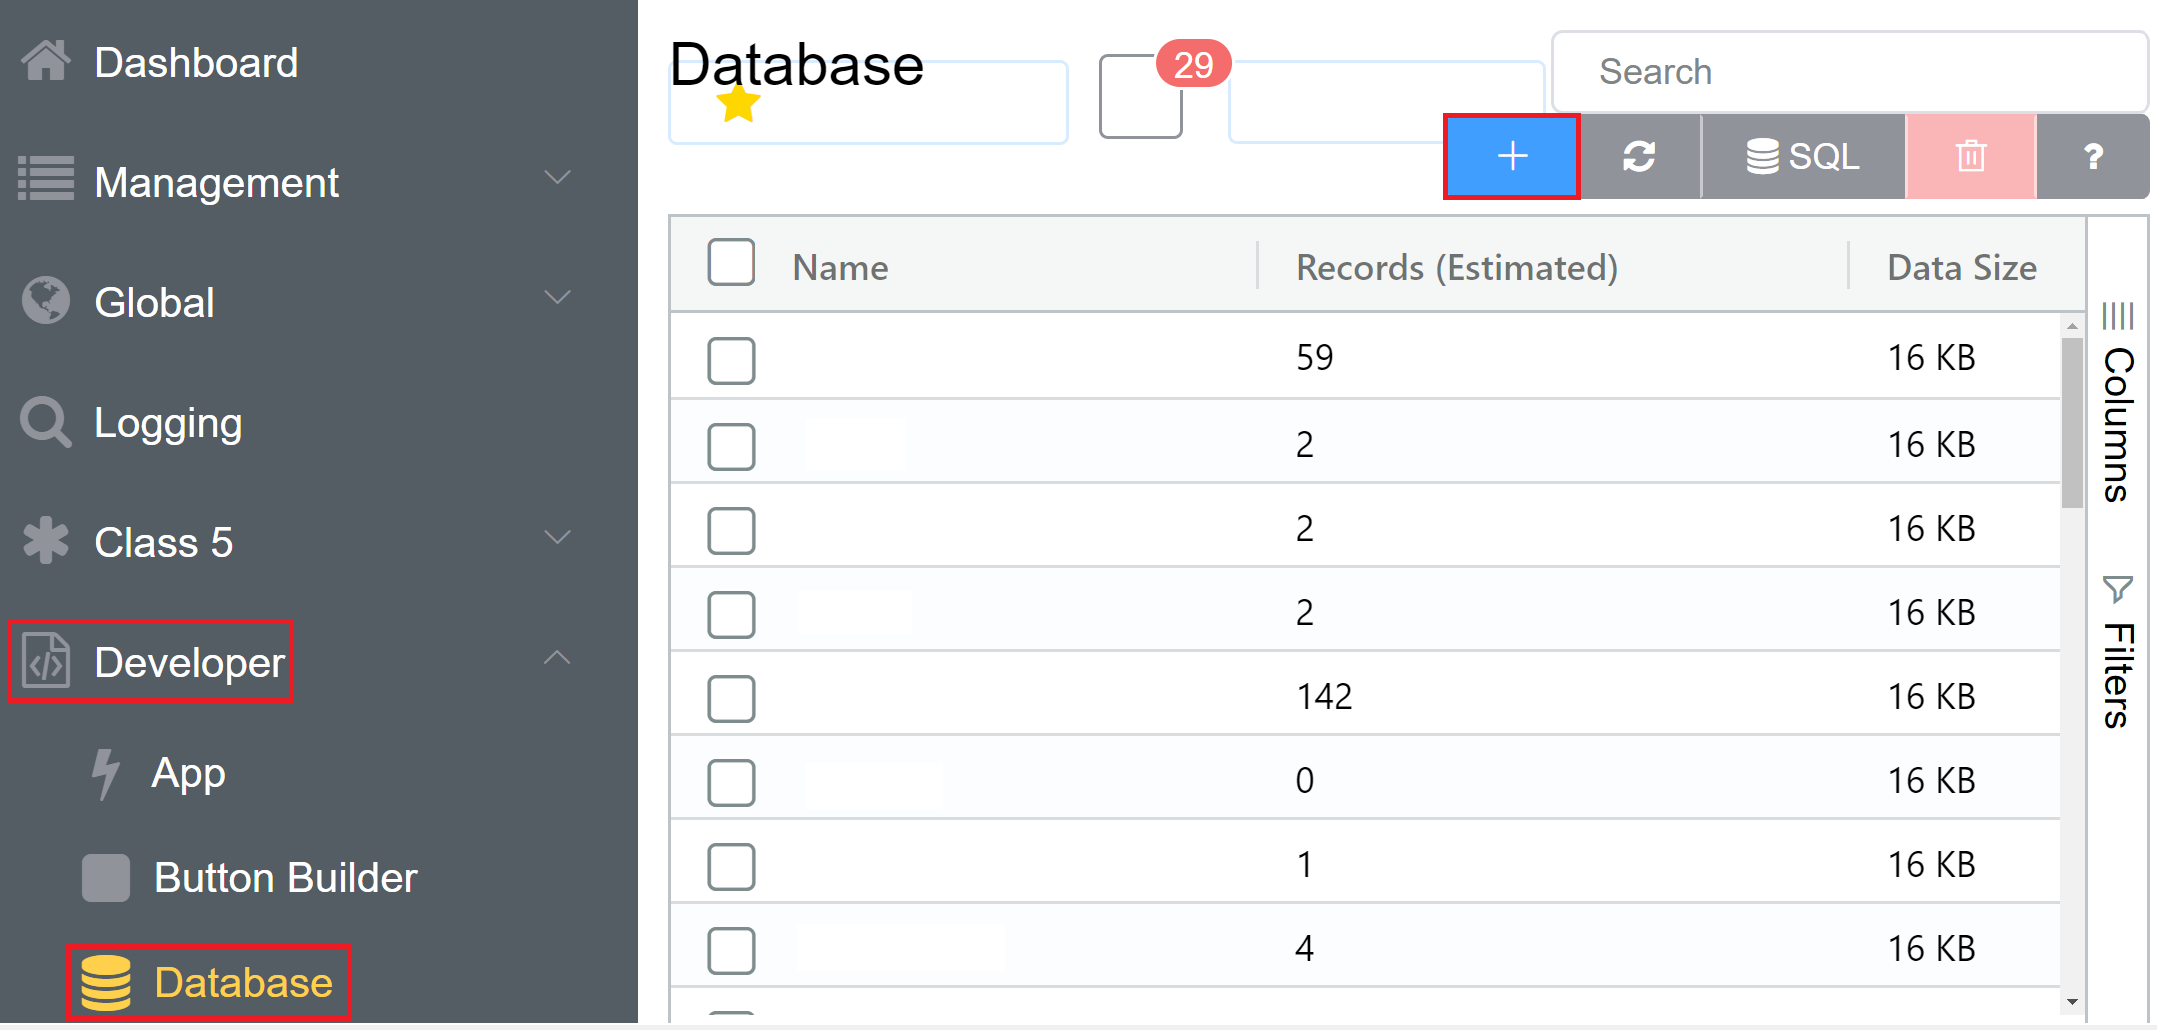 Dashboard
Management
Global
Logging
Class 5
Developer
App
Button Builder
Database
Database
29
Search
SQL
?
Name Records (Estimated) Data Size
59 16 KB
2 16 KB
2 16 KB
2 16 KB
142 16 KB
0 16 KB
1 16 KB
4 16 KB
Columns
Filters